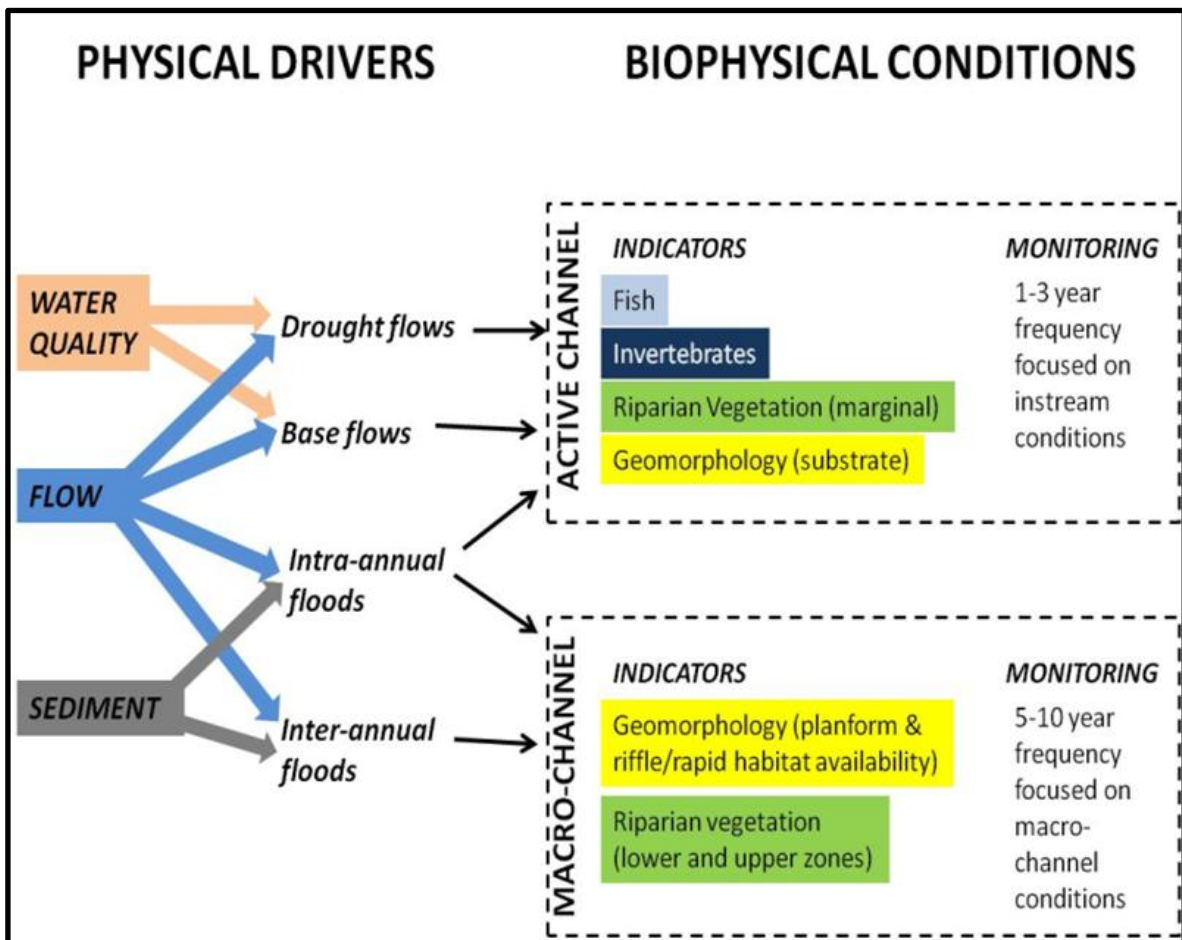 PHYSICAL DRIVERS
BIOPHYSICAL CONDITIONS
WATER
QUALITY
FLOW
SEDIMENT
Drought flows
Base flows
Intra-annual
floods
Inter-annual
floods
ACTIVE CHANNEL
INDICATORS
Fish
Invertebrates
Riparian Vegetation (marginal)
Geomorphology (substrate)
MONITORING
1-3 year
frequency
focused on
instream
conditions
MACRO-CHANNEL
INDICATORS
Geomorphology (planform &
riffle/rapid habitat availability)
Riparian vegetation
(lower and upper zones)
MONITORING
5-10 year
frequency
focused on
macro-
channel
conditions